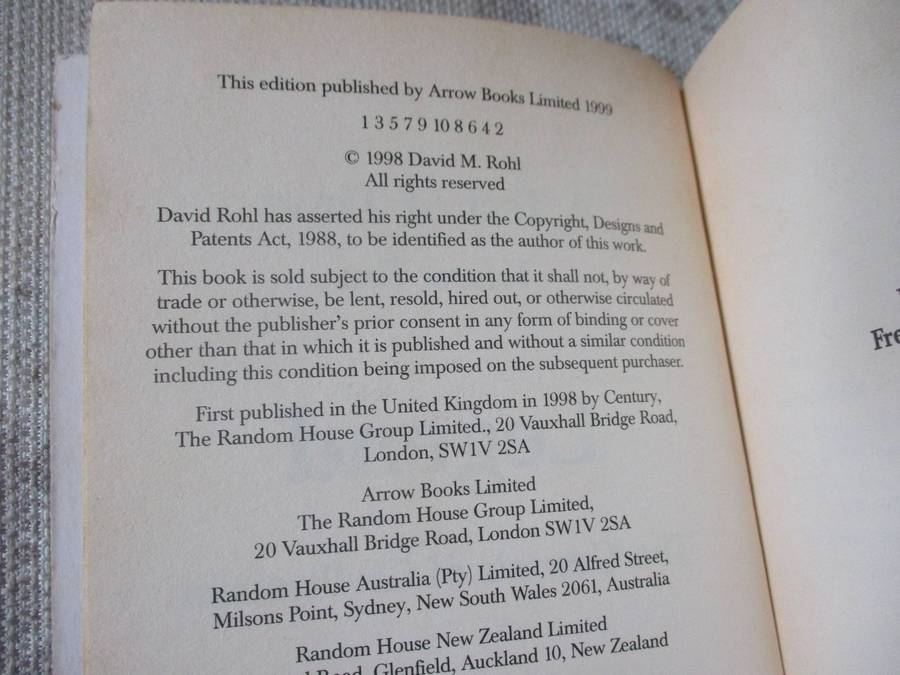 This edition published by Arrow Books Limited 1999
1 3 5 7 9 10 8 6 4 2
© 1998 David M. Rohl
All rights reserved
David Rohl has asserted his right under the Copyright, Designs and
Patents Act, 1988, to be identified as the author of this work.
This book is sold subject to the condition that it shall not, by way of
trade or otherwise, be lent, resold, hired out, or otherwise circulated
without the publisher's prior consent in any form of binding or cover
other than that in which it is published and without a similar condition
including this condition being imposed on the subsequent purchaser.
First published in the United Kingdom in 1998 by Century,
The Random House Group Limited., 20 Vauxhall Bridge Road,
London, SW1V 2SA
Arrow Books Limited
The Random House Group Limited,
20 Vauxhall Bridge Road, London SW1V 2SA
Random House Australia (Pty) Limited, 20 Alfred Street,
Milsons Point, Sydney, New South Wales 2061, Australia
Random House New Zealand Limited
Road, Glenfield, Auckland 10, New Zealand